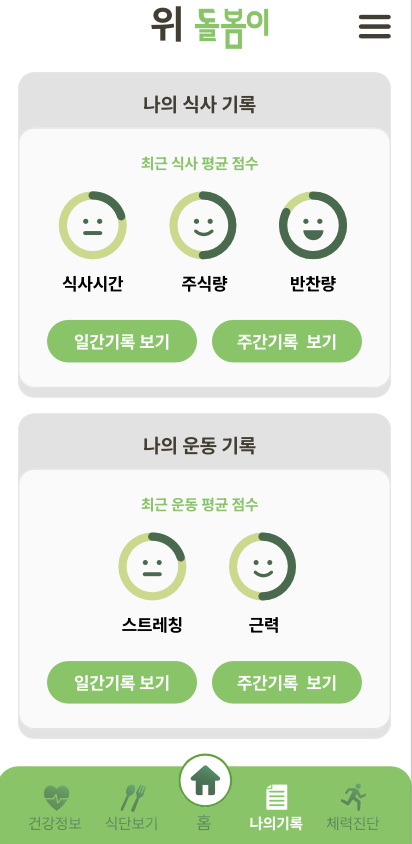 위 돌봄이
나의 식사 기록
최근 식사 평균 점수
식사시간 주식량 반찬량
일간기록 보기 주간기록 보기
나의 운동 기록
최근 운동 평균 점수
스트레칭 근력
일간기록 보기 주간기록 보기
건강정보 식단보기 홈 나의기록 체력진단